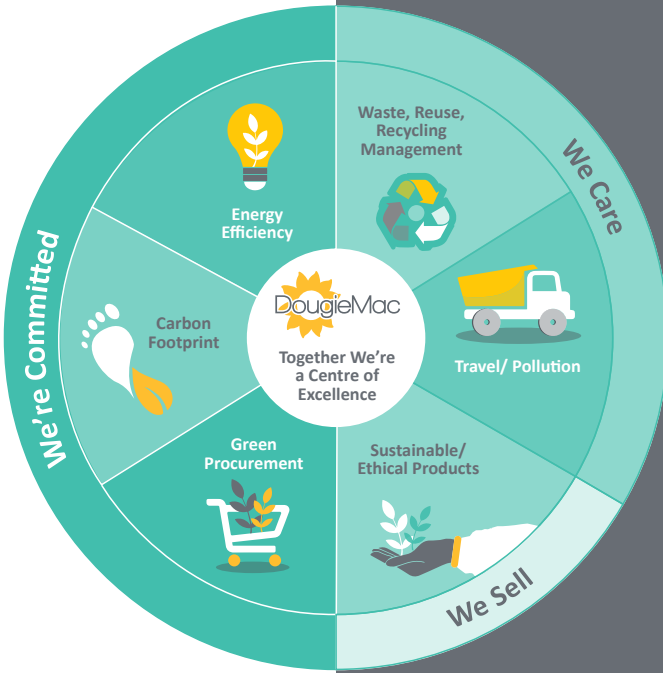 Waste, Reuse,
Recycling
Management
We Care
Energy
Efficiency
We're Committed
Carbon
Footprint
DougieMac
Together We're
a Centre of
Excellence
Travel/ Pollution
Green
Procurement
Sustainable/
Ethical Products
We Sell